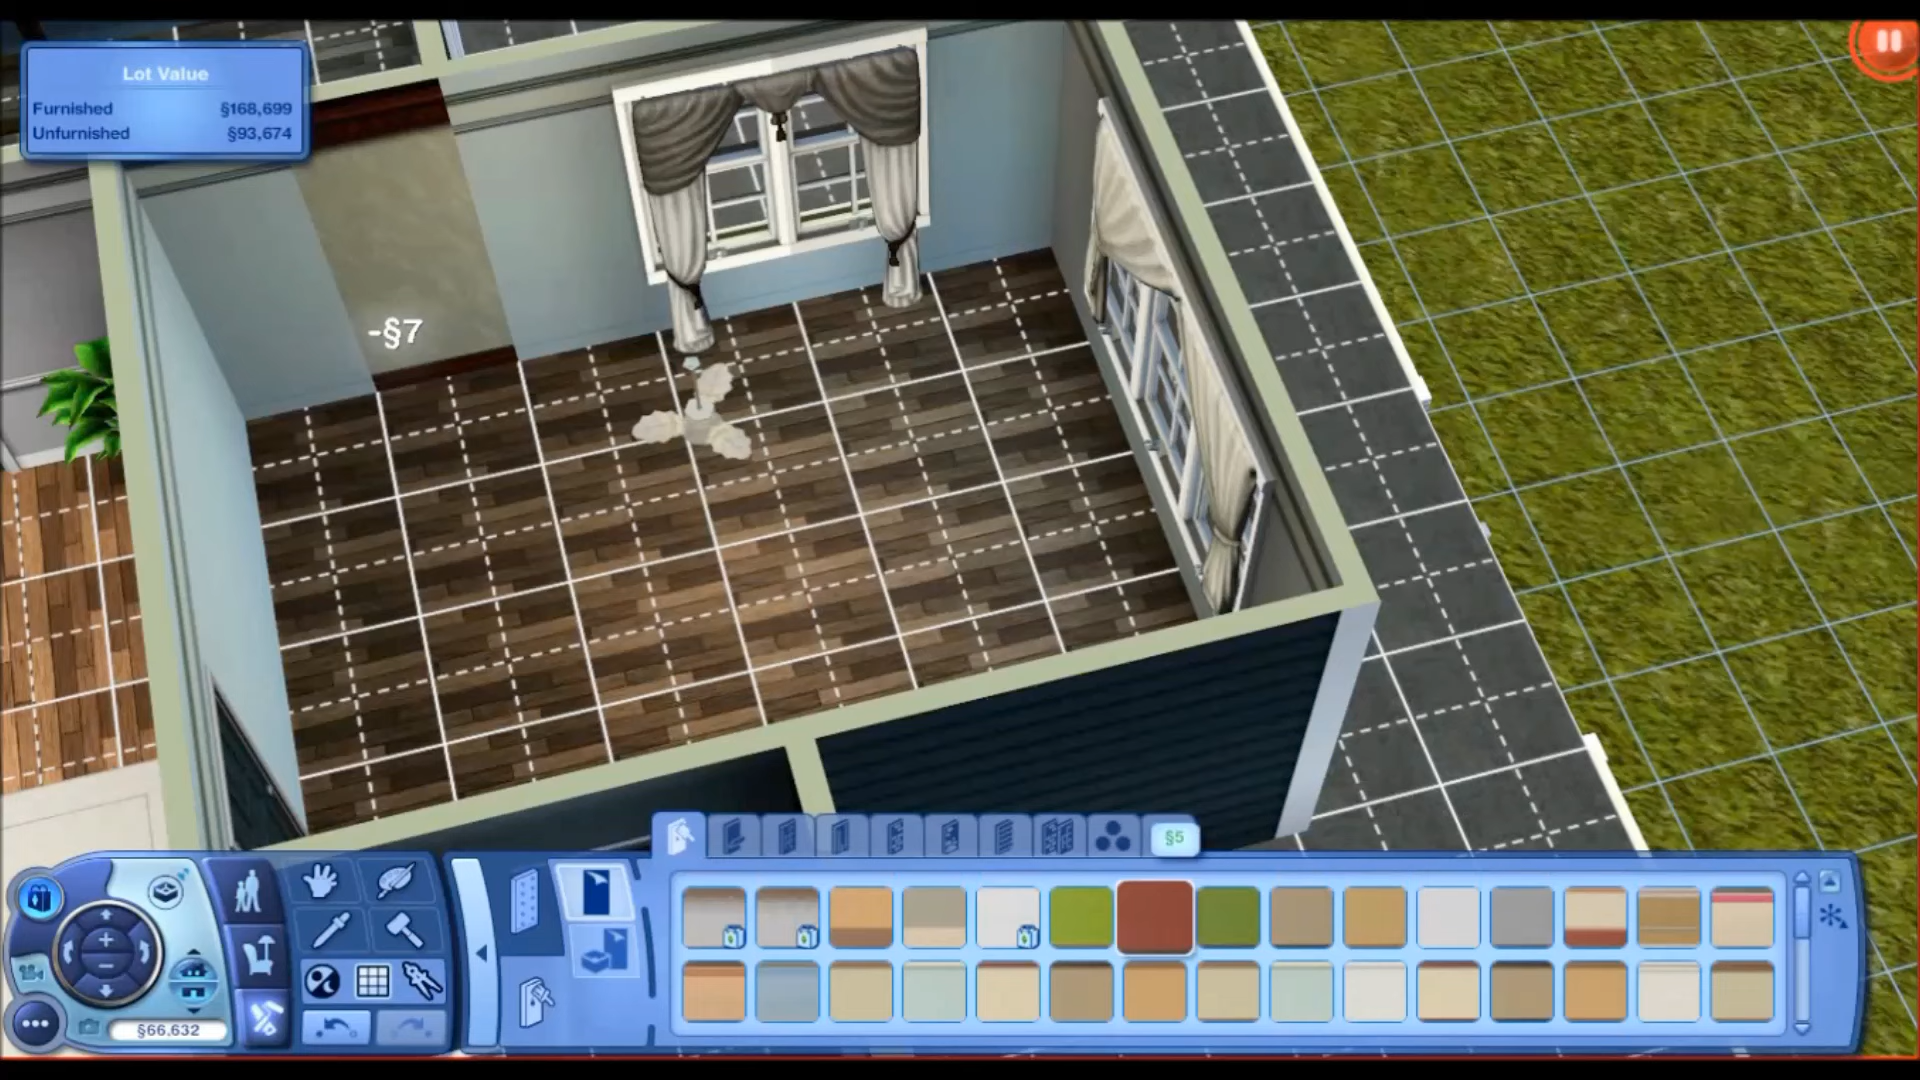 Lot Value
Furnished §168,699
Unfurnished §93,674
-§7
§5
§66,632